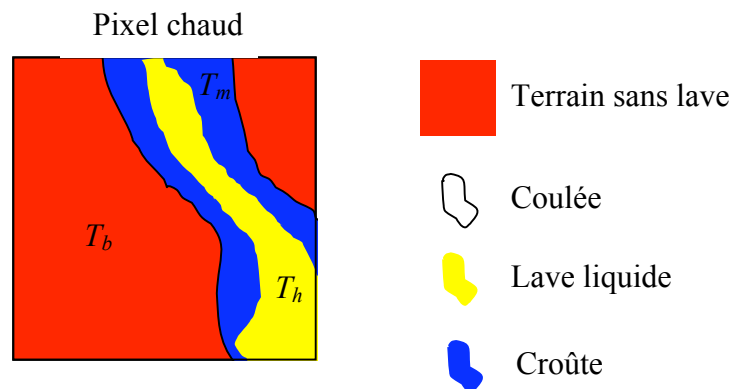 Pixel chaud
Tm
Tb
Th
Terrain sans lave
Coulée
Lave liquide
Croûte